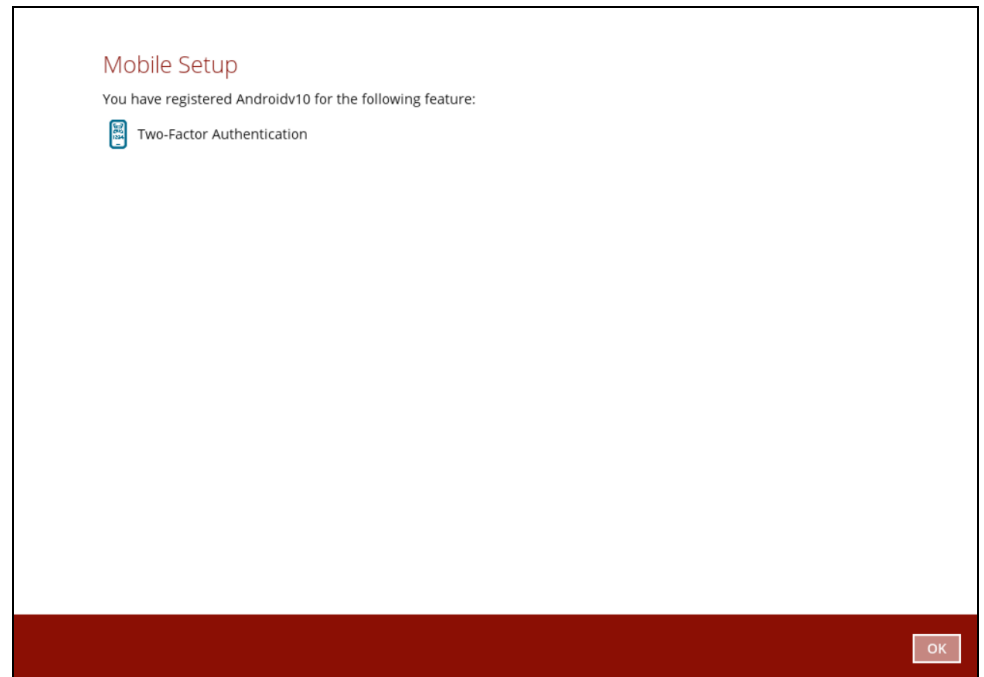 Mobile Setup
You have registered Androidv10 for the following feature:
Two-Factor Authentication
OK